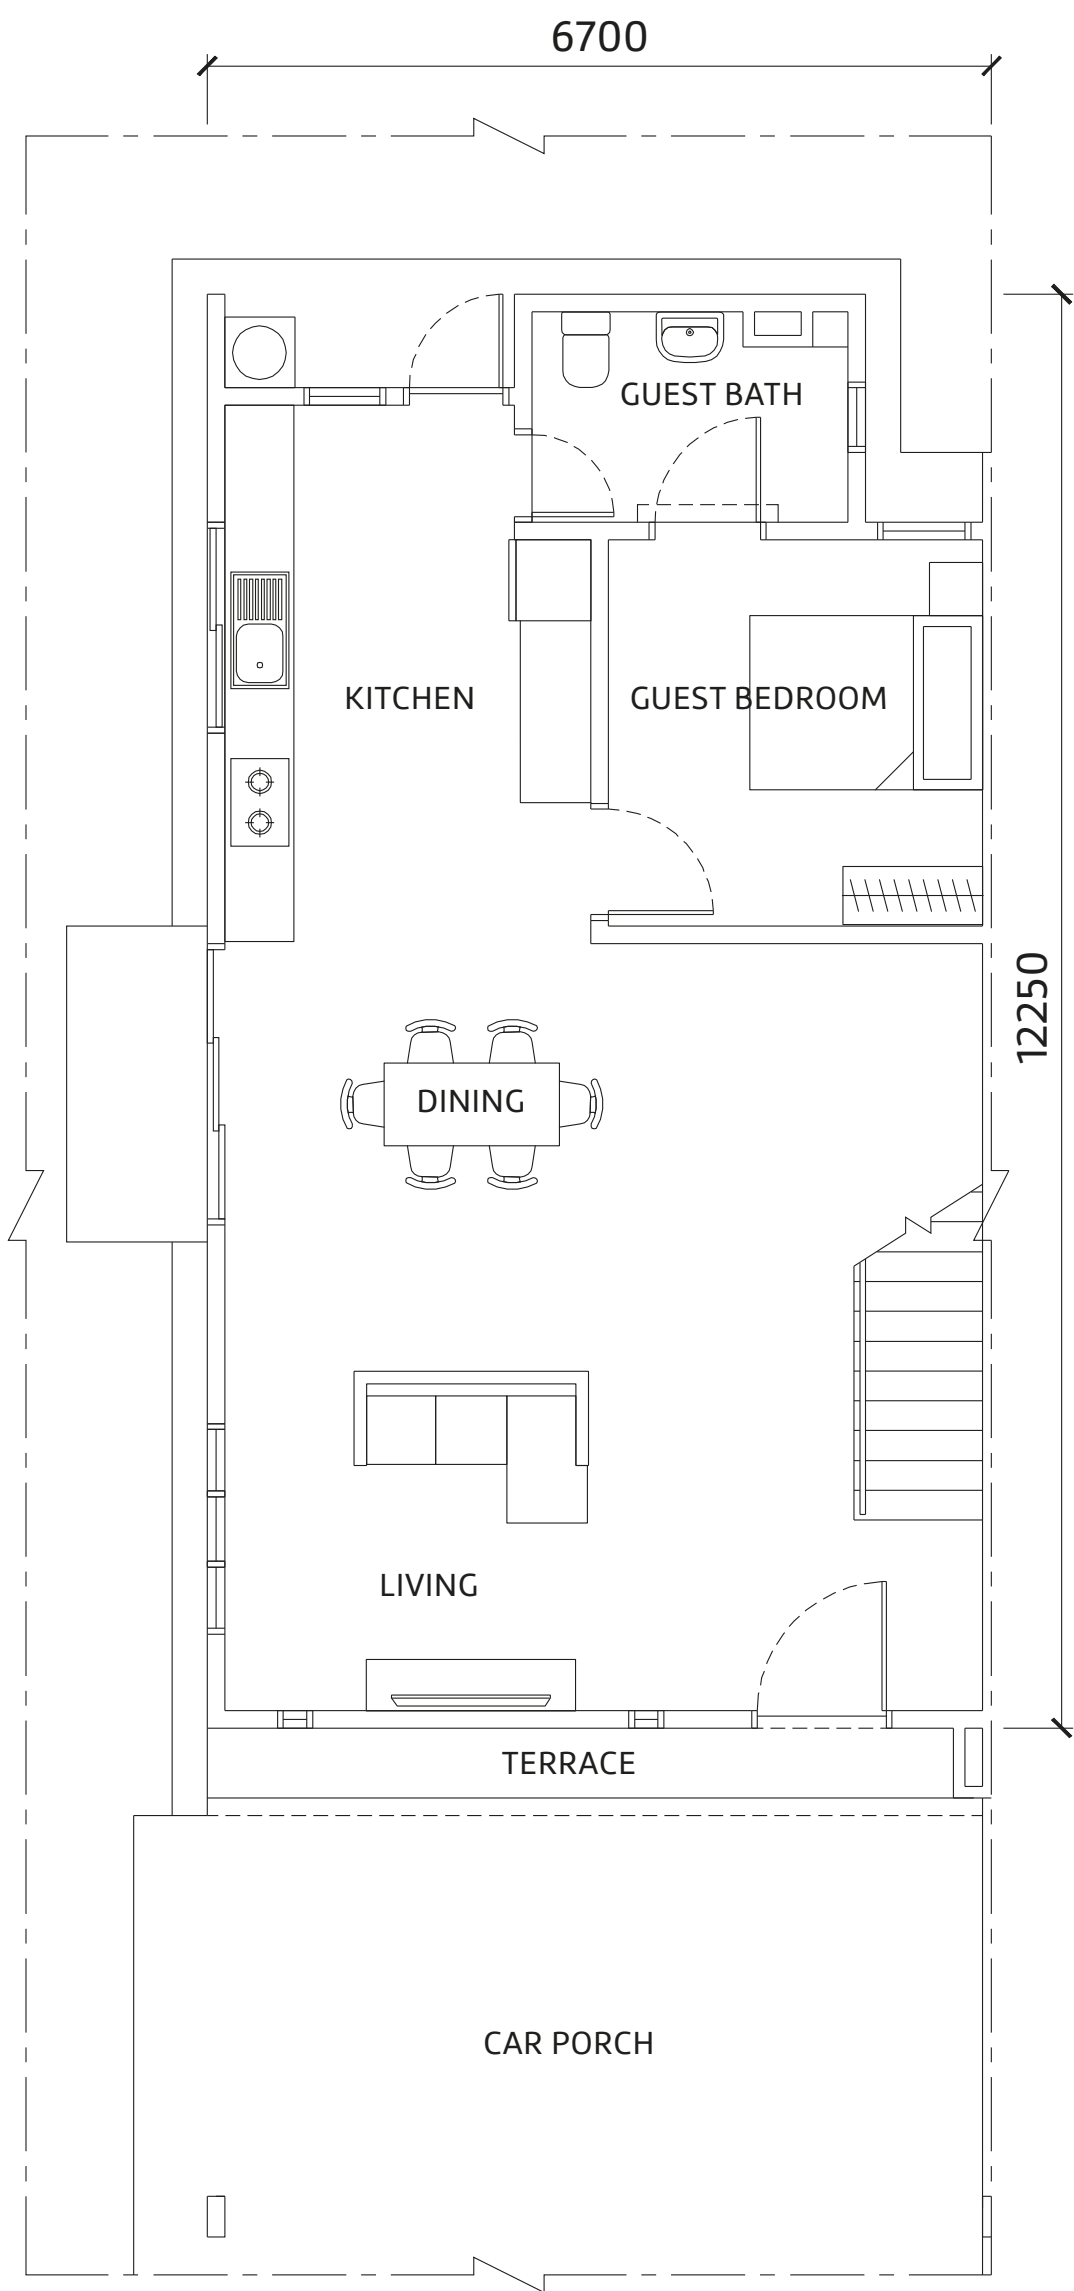 6700
GUEST BATH
KITCHEN
GUEST BEDROOM
12250
DINING
LIVING
TERRACE
CAR PORCH